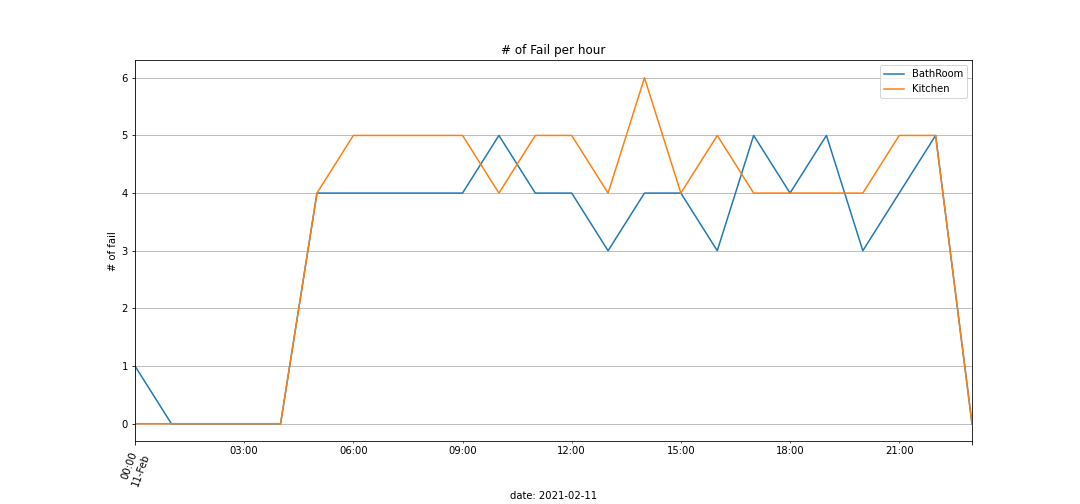 # of Fail per hour
BathRoom
Kitchen
6
5
4
3
2
1
0
# of fail
00:00
11-Feb
03:00
06:00
09:00
12:00
15:00
18:00
21:00
date: 2021-02-11